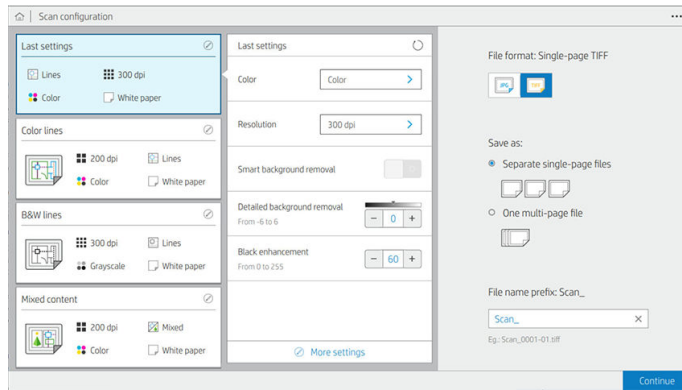 Scan configuration
Last settings
Lines
300 dpi
Color
White paper
Color lines
200 dpi
Lines
Color
White paper
B&W lines
300 dpi
Lines
Grayscale
White paper
Mixed content
200 dpi
Mixed
Color
White paper
Last settings
Color
Color
Resolution
300 dpi
Smart background removal
Detailed background removal
From -6 to 6
- 0 +
Black enhancement
From 0 to 255
- 60 +
More settings
File format: Single-page TIFF
JPG
Save as:
Separate single-page files
One multi-page file
File name prefix: Scan_
Scan_
Eg.: Scan_0001-01.tiff
Continue